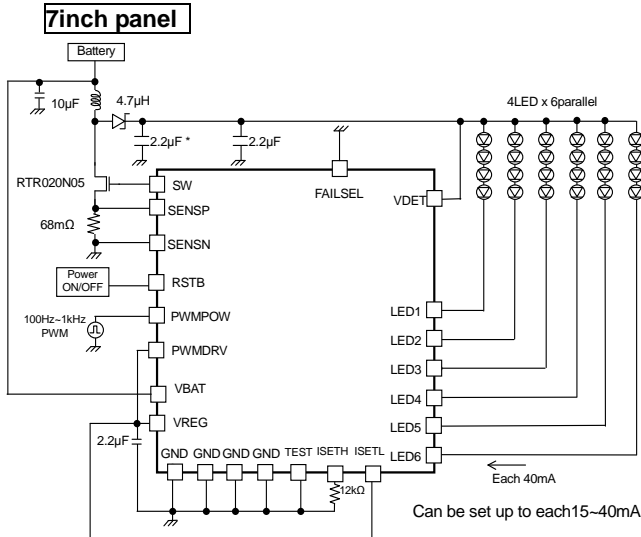 7inch panel
Battery
10µF
4.7µH
4LED x 6parallel
2.2µF *
2.2µF
RTR020N05
SW
FAILSEL
SENSP
VDET
68mΩ
SENSN
Power
ON/OFF
RSTB
100Hz~1kHz
PWM
PWMPOW
LED1
LED2
PWMDRV
LED3
VBAT
LED4
VREG
LED5
2.2µF
GND
GND
GND
GND
TEST
ISETH
ISETL
LED6
12kΩ
Each 40mA
Can be set up to each15~40mA